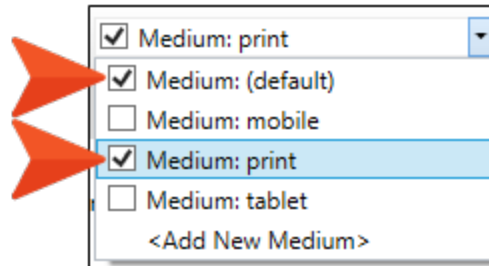 Medium: print
Medium: (default)
Medium: mobile
Medium: print
Medium: tablet
<Add New Medium>